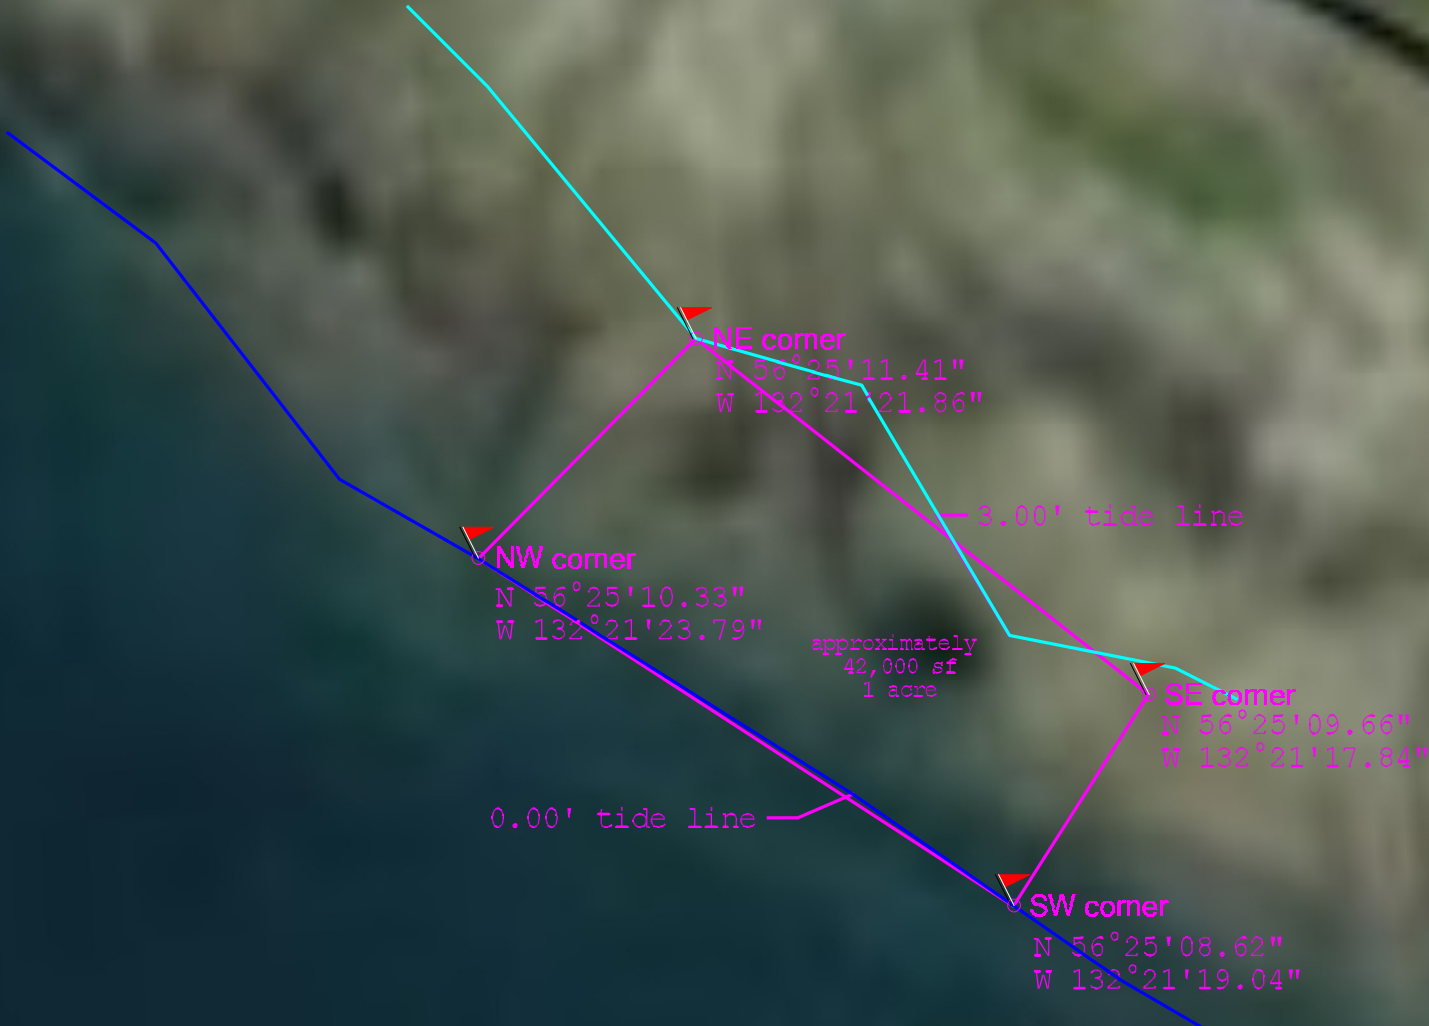 NE corner
N 56°25'11.41"
W 132°21'21.86"
3.00' tide line
NW corner
N 56°25'10.33"
W 132°21'23.79"
approximately
42,000 sf
1 acre
SE corner
N 56°25'09.66"
W 132°21'17.84"
0.00' tide line
SW corner
N 56°25'08.62"
W 132°21'19.04"